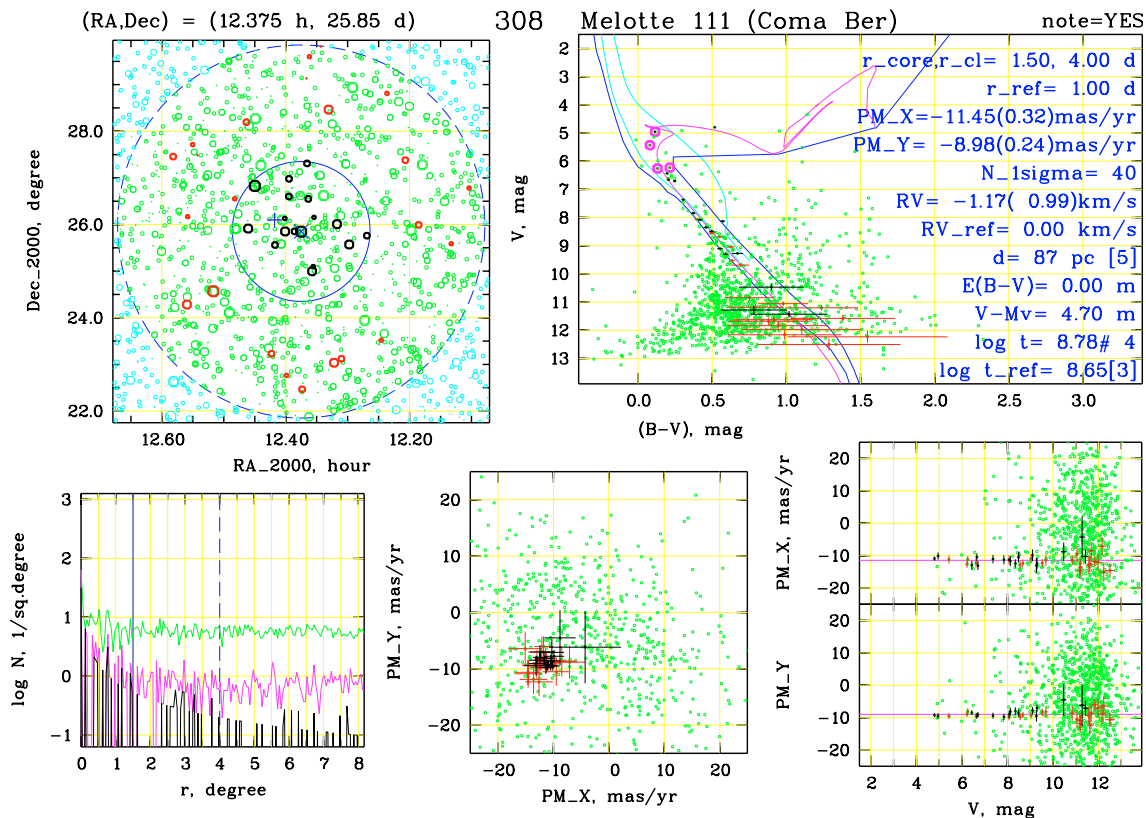 (RA,Dec) = (12.375 h, 25.85 d)
308
Melotte 111 (Coma Ber)
note=YES
28.0
26.0
24.0
22.0
Dec_2000, degree
12.60
12.40
12.20
RA_2000, hour
2
3
4
5
6
7
8
9
10
11
12
13
V, mag
0.0
0.5
1.0
1.5
2.0
2.5
3.0
(B-V), mag
r_core,r_cl= 1.50, 4.00 d
r_ref= 1.00 d
PM_X=-11.45(0.32)mas/yr
PM_Y= -8.98(0.24)mas/yr
N_1sigma= 40
RV= -1.17( 0.99)km/s
RV_ref= 0.00 km/s
d= 87 pc [5]
E(B-V)= 0.00 m
V-Mv= 4.70 m
log t= 8.78# 4
log t_ref= 8.65[3]
3
2
1
0
-1
log N, 1/sq.degree
0 1 2 3 4 5 6 7 8
r, degree
20
10
0
-10
-20
PM_Y, mas/yr
-20 -10 0 10 20
PM_X, mas/yr
20
10
0
-10
-20
PM_X, mas/yr
20
10
0
-10
-20
PM_Y
2 4 6 8 10 12
V, mag